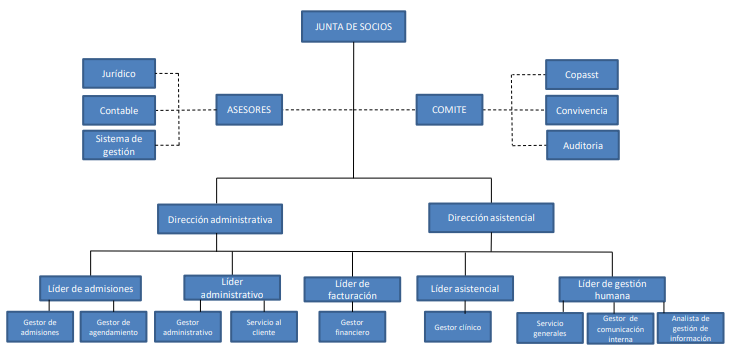 JUNTA DE SOCIOS
Jurídico
Contable
Sistema de
gestión
ASESORES
COMITE
Copasst
Convivencia
Auditoria
Dirección administrativa
Dirección asistencial
Líder de admisiones
Líder
administrativo
Líder de
facturación
Líder asistencial
Líder de gestión
humana
Gestor de
admisiones
Gestor de
agendamiento
Gestor
administrativo
Servicio al
cliente
Gestor
financiero
Gestor clínico
Servicio
generales
Gestor de
comunicación
interna
Analista de
gestión de
información